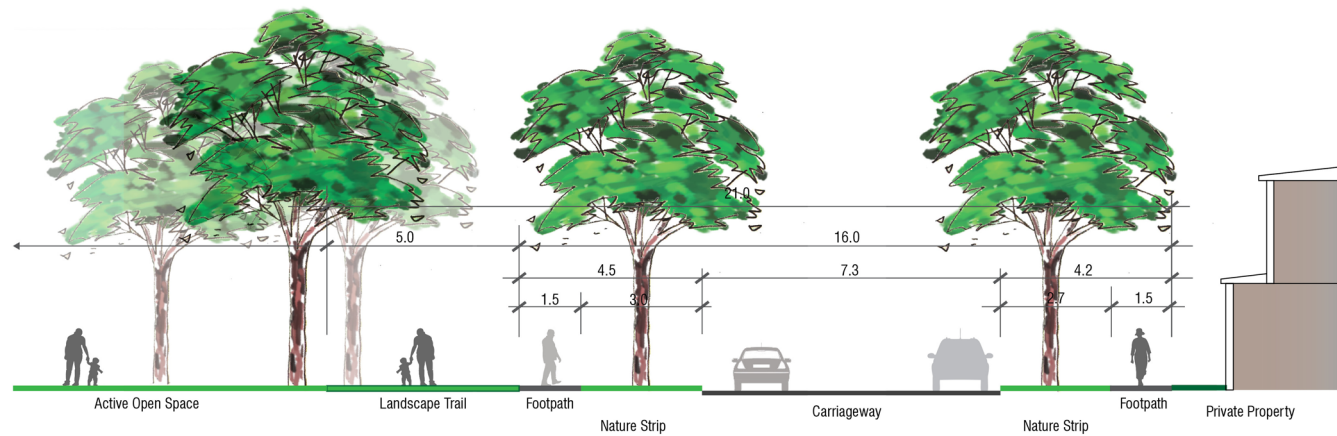 21.0
5.0
16.0
4.5
7.3
4.2
1.5
3.0
2.7
1.5
Active Open Space
Landscape Trail
Footpath
Nature Strip
Carriageway
Nature Strip
Footpath
Private Property